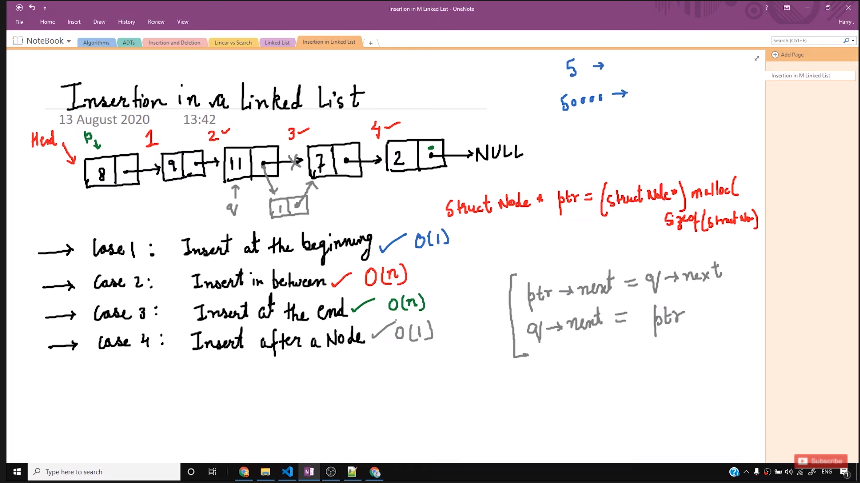 Insertion in M Linked List - OneNote
Harry.
File Home Insert Draw History Review View
NoteBook Algorithms ADTs Insertion and Deletion Linear vs Search Linked List Insertion in Linked List +
Search (Ctrl+E)
Add Page
Insertion in M Linked List
5 →
50000 →
Insertion in a Linked List
13 August 2020 13:42
Head P 1 2 ✓ 3 ✓ 4 ✓
8 9 11 7 2 → NULL
q 1
Struct Node * ptr = (Struct Node*) malloc(
Sizeof(Struct Node)
→ Case 1 : Insert at the beginning ✓ O(1)
→ Case 2 : Insert in between ✓ O(n)
→ Case 3 : Insert at the end ✓ O(n)
→ Case 4 : Insert after a Node ✓ O(1)
ptr → next = q → next
q → next = ptr
Subscribe
Type here to search